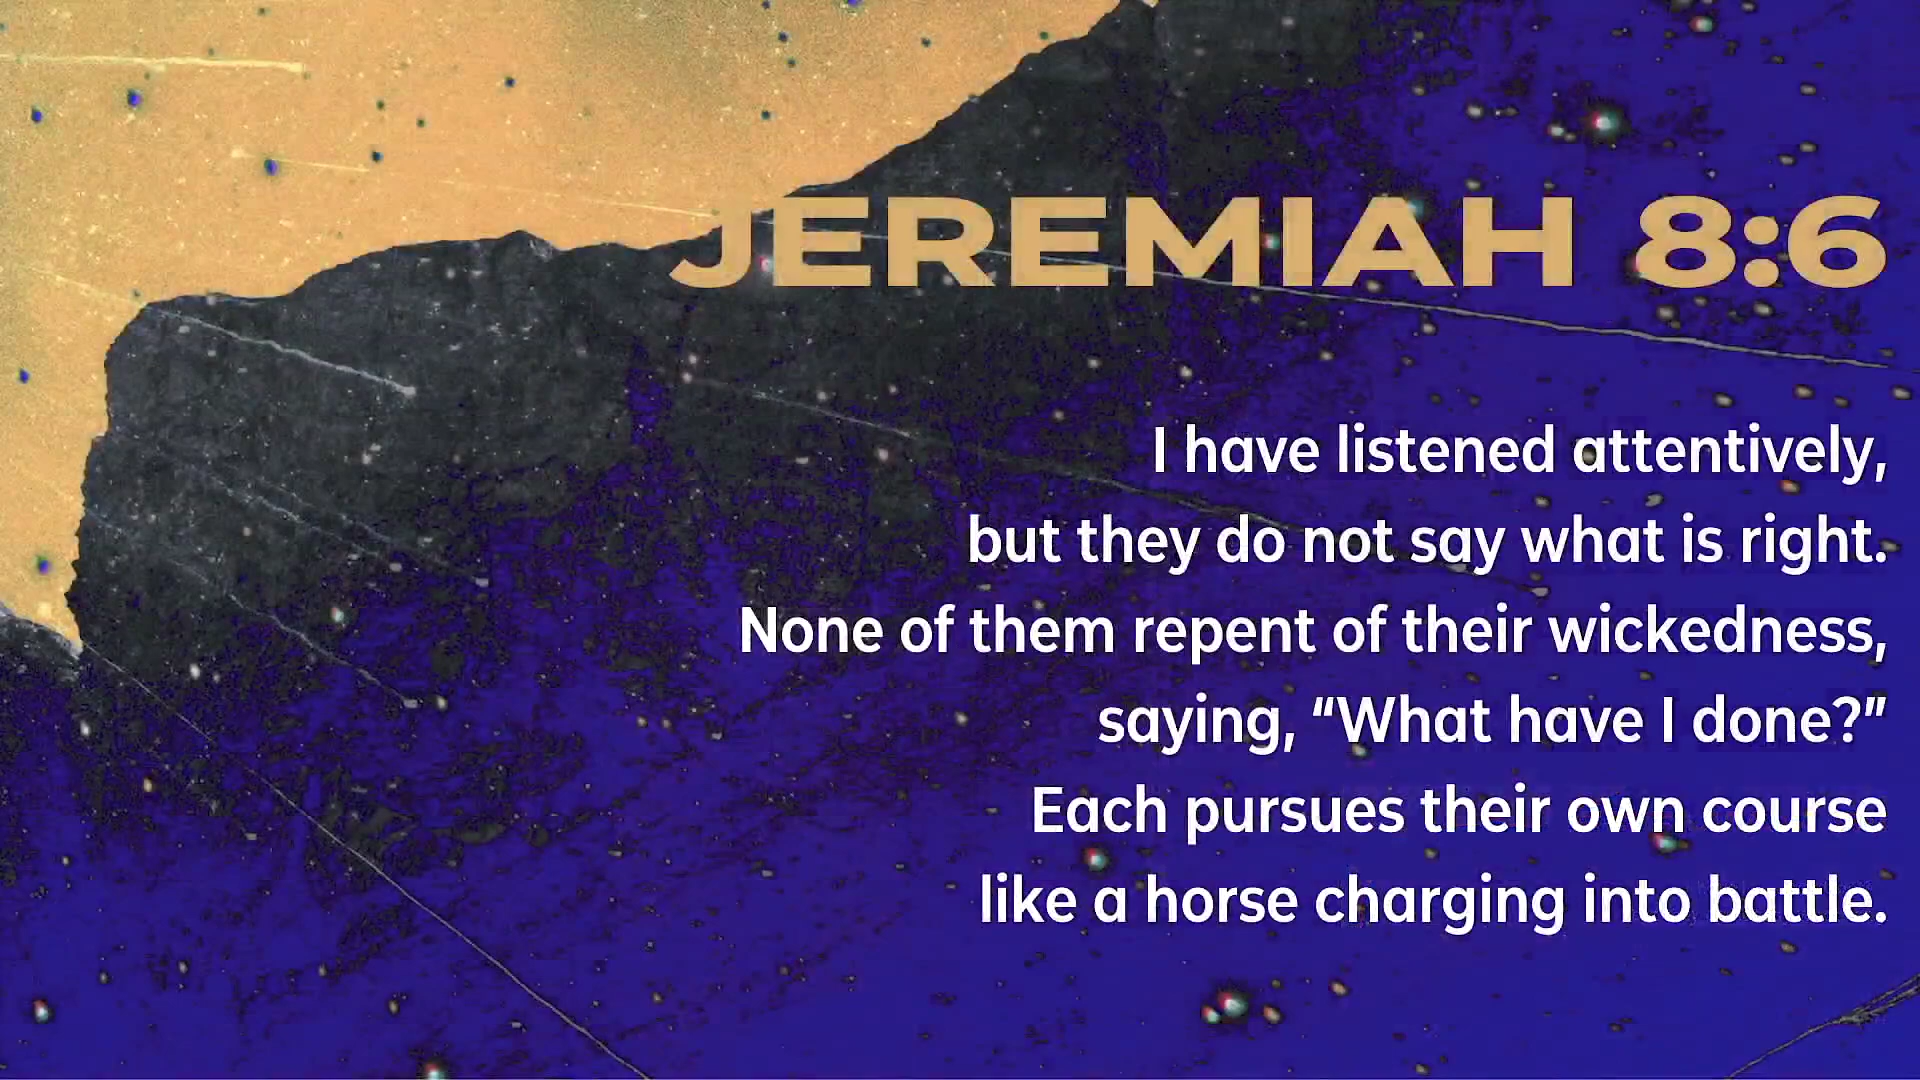 JEREMIAH 8:6
I have listened attentively,
but they do not say what is right.
None of them repent of their wickedness,
saying, “What have I done?”
Each pursues their own course
like a horse charging into battle.